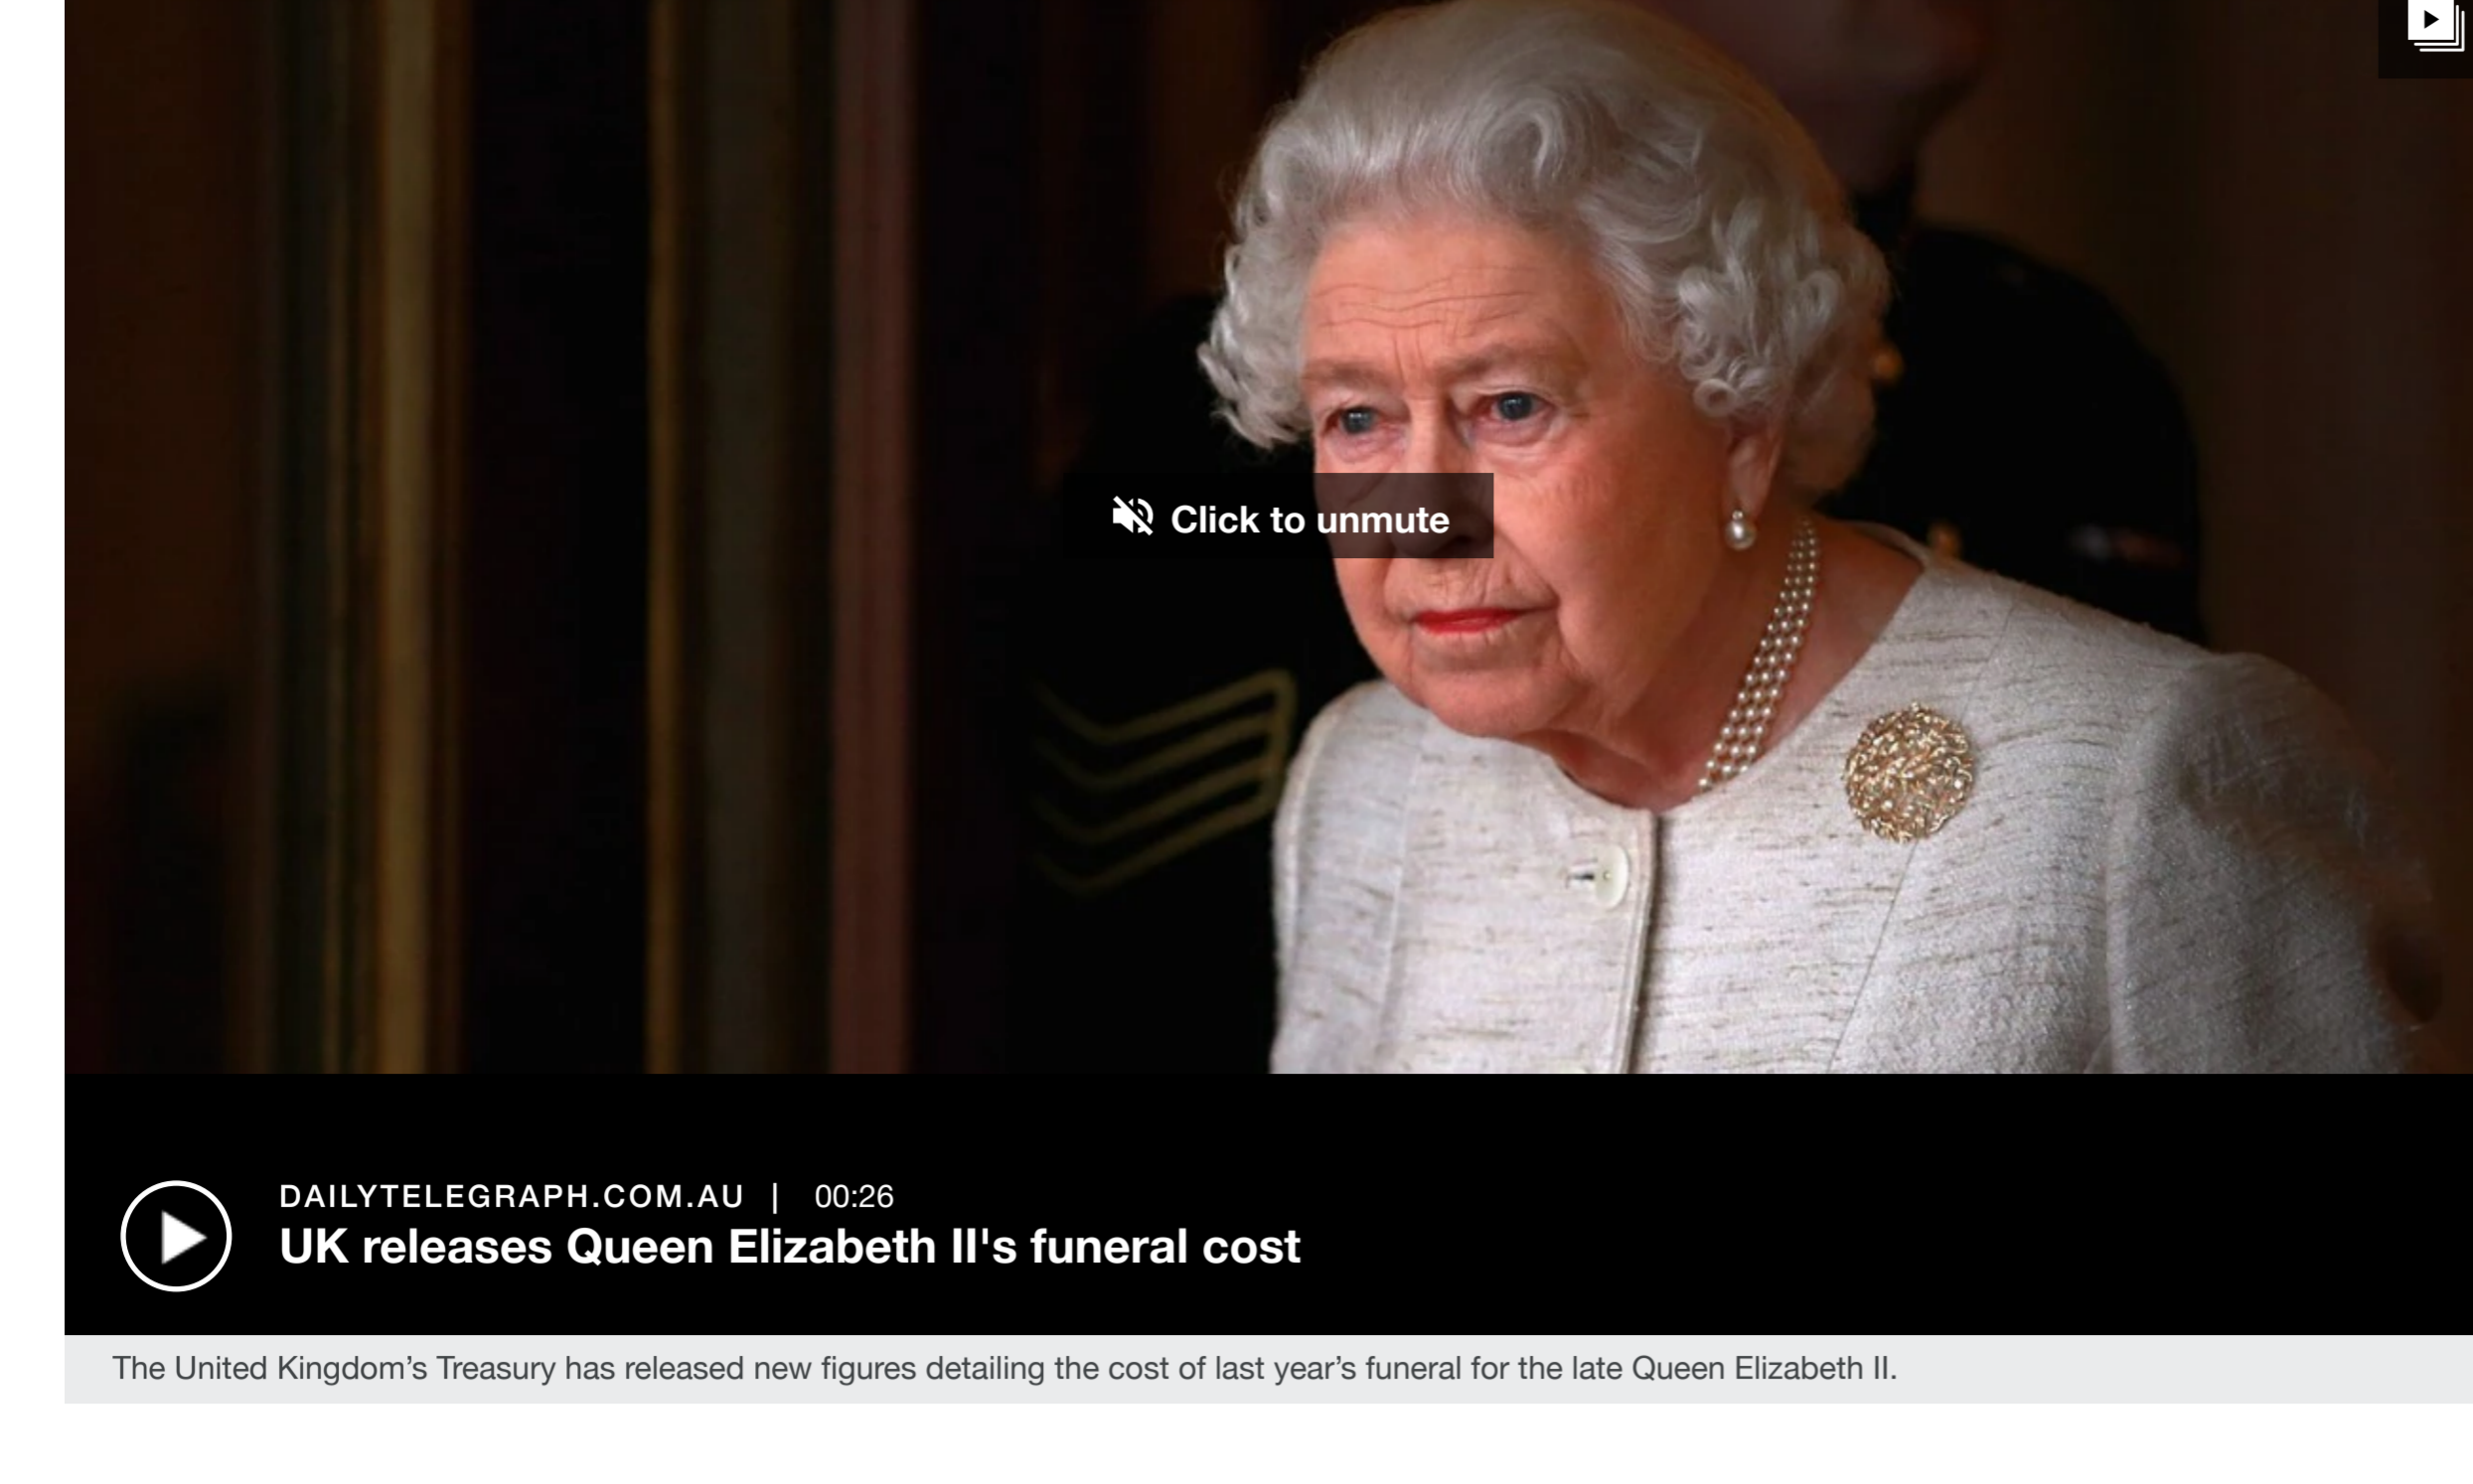 Click to unmute
DAILYTELEGRAPH.COM.AU | 00:26
UK releases Queen Elizabeth II's funeral cost
The United Kingdom’s Treasury has released new figures detailing the cost of last year’s funeral for the late Queen Elizabeth II.